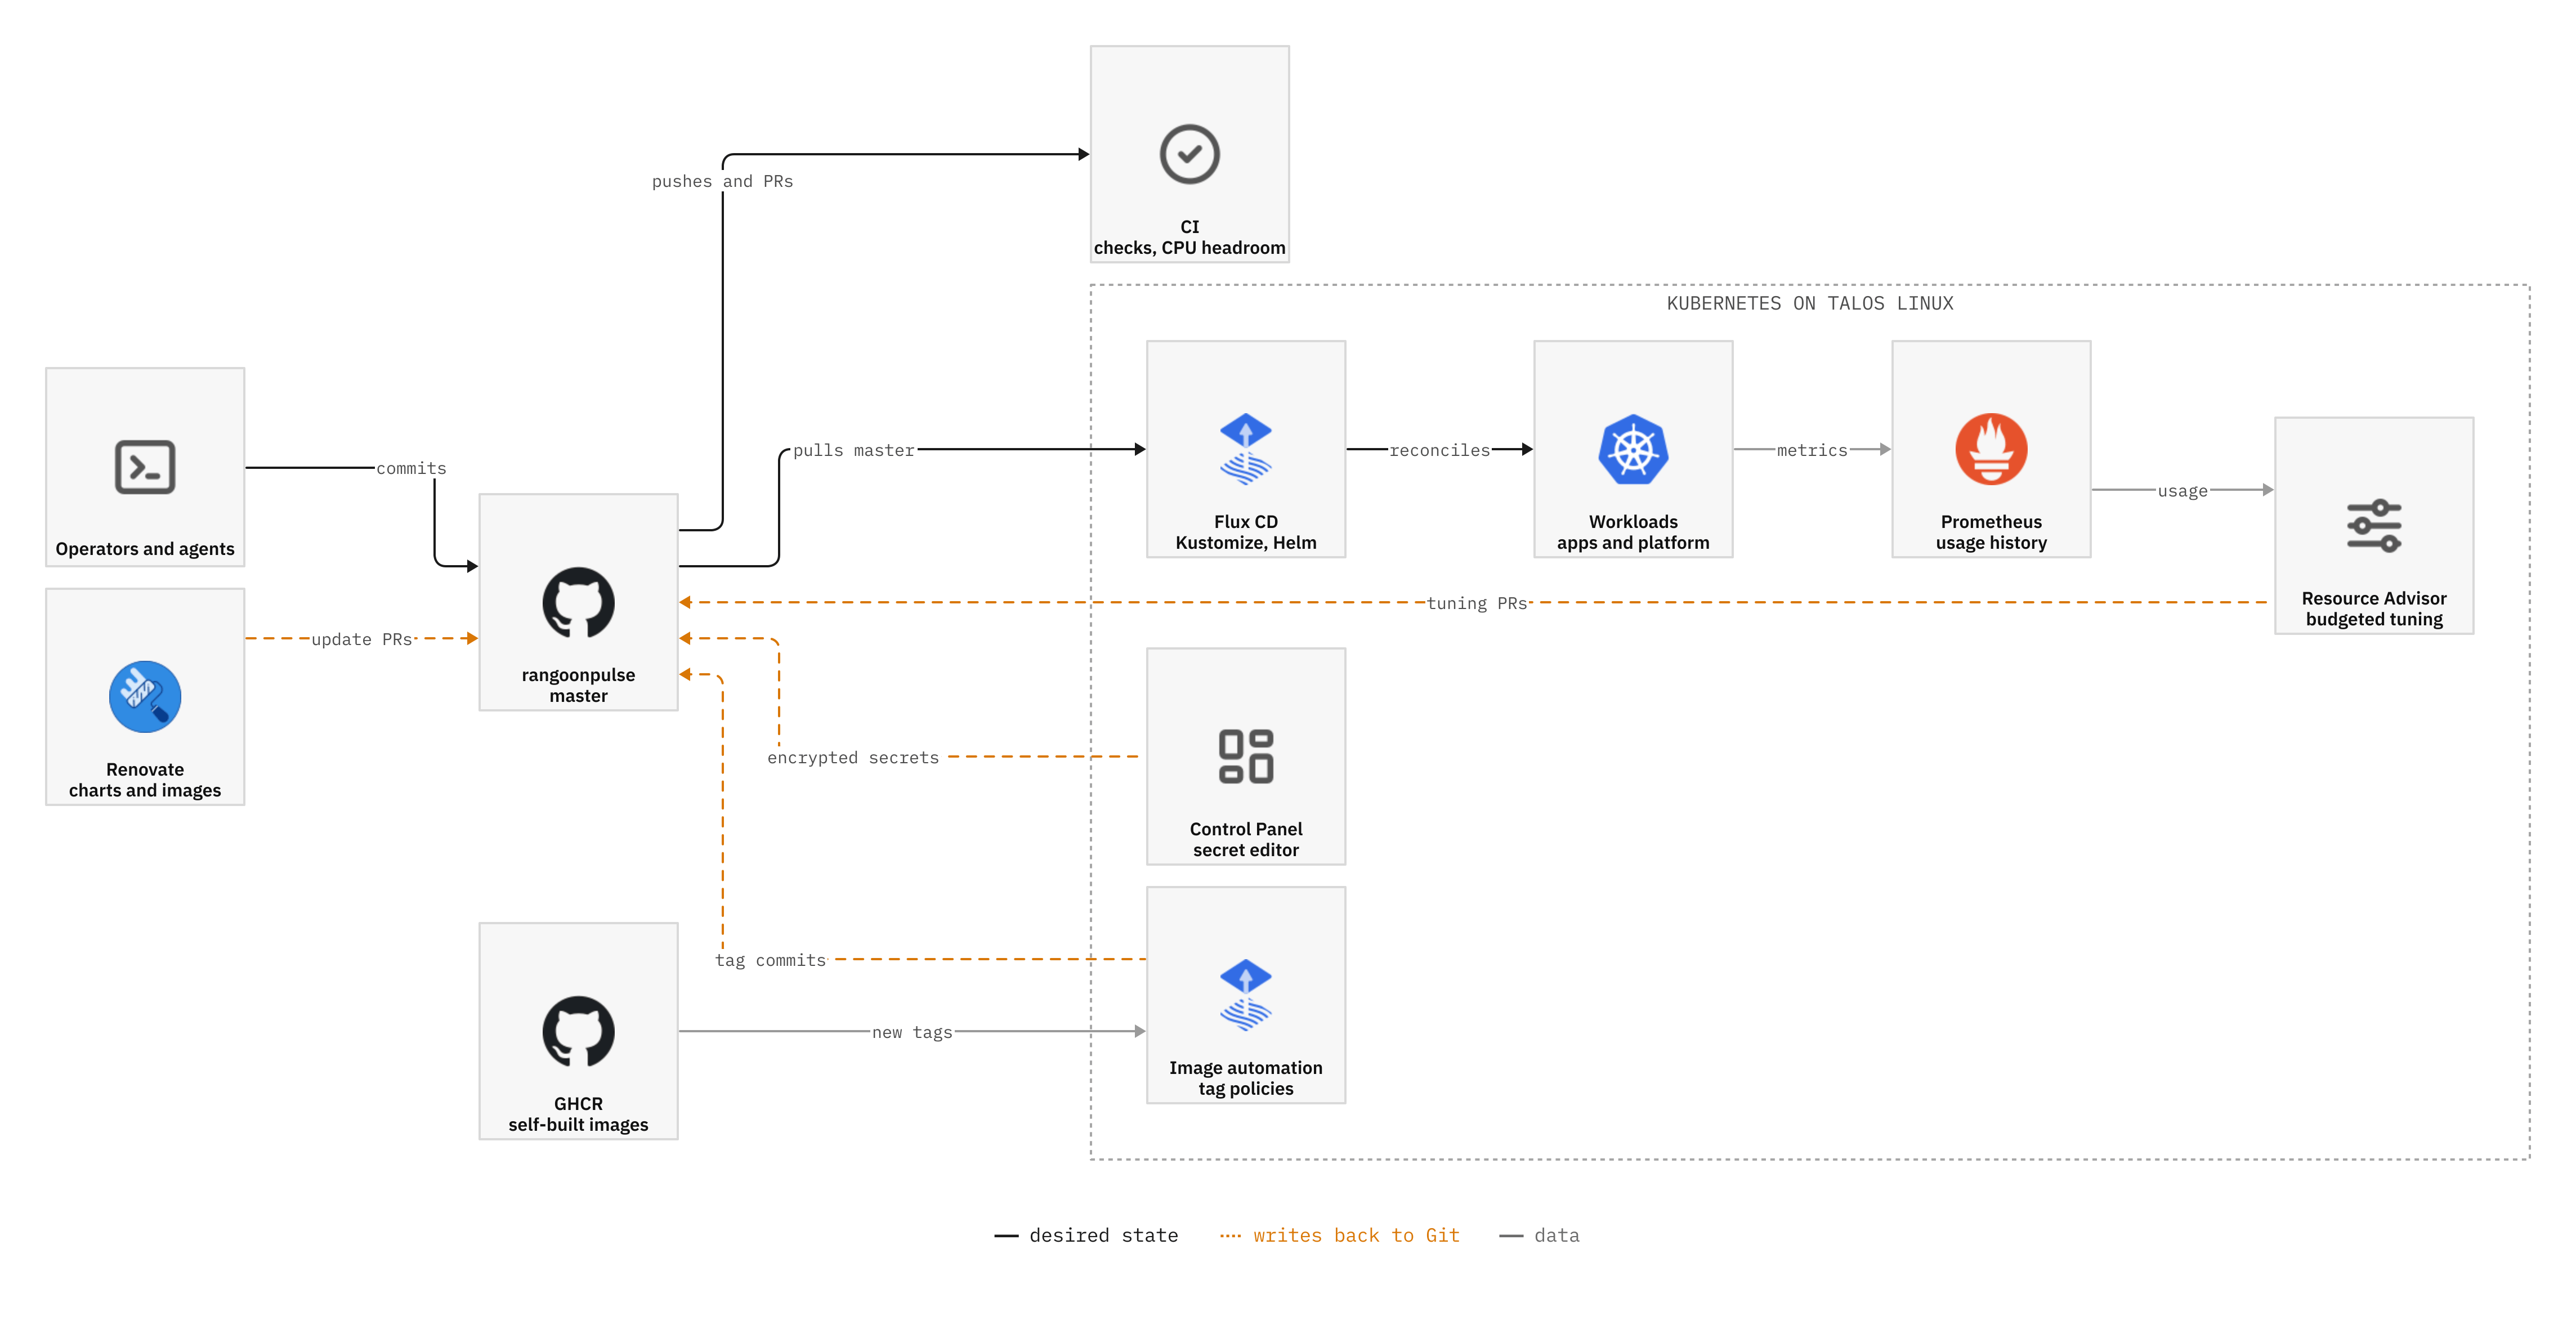 CI
checks, CPU headroom
pushes and PRs
KUBERNETES ON TALOS LINUX
commits
Operators and agents
pulls master
Flux CD
Kustomize, Helm
reconciles
Workloads
apps and platform
metrics
Prometheus
usage history
usage
Resource Advisor
budgeted tuning
tuning PRs
update PRs
Renovate
charts and images
rangoonpulse
master
encrypted secrets
Control Panel
secret editor
tag commits
new tags
Image automation
tag policies
GHCR
self-built images
desired state
writes back to Git
data